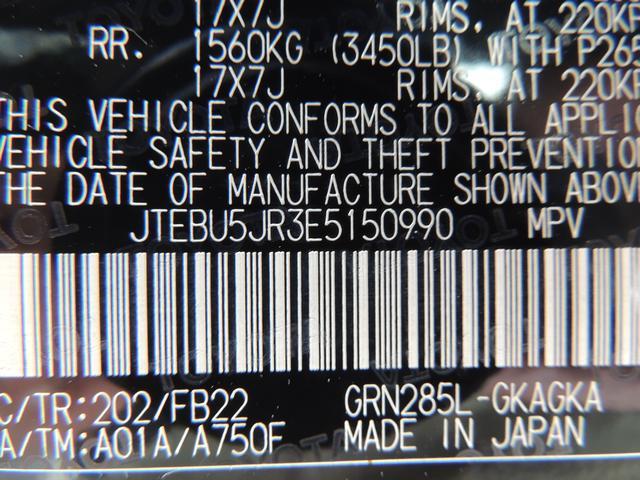 17X7J RIMS, AT 220KP
RR. 1560KG (3450LB) WITH P265
17X7J RIMS, AT 220KP
THIS VEHICLE CONFORMS TO ALL APPLI
VEHICLE SAFETY AND THEFT PREVENTION
THE DATE OF MANUFACTURE SHOWN ABOV
JTEBU5JR3E5150990 MPV
C/TR:202/FB22 GRN285L-GKAGKA
A/TM:A01A/A750F MADE IN JAPAN